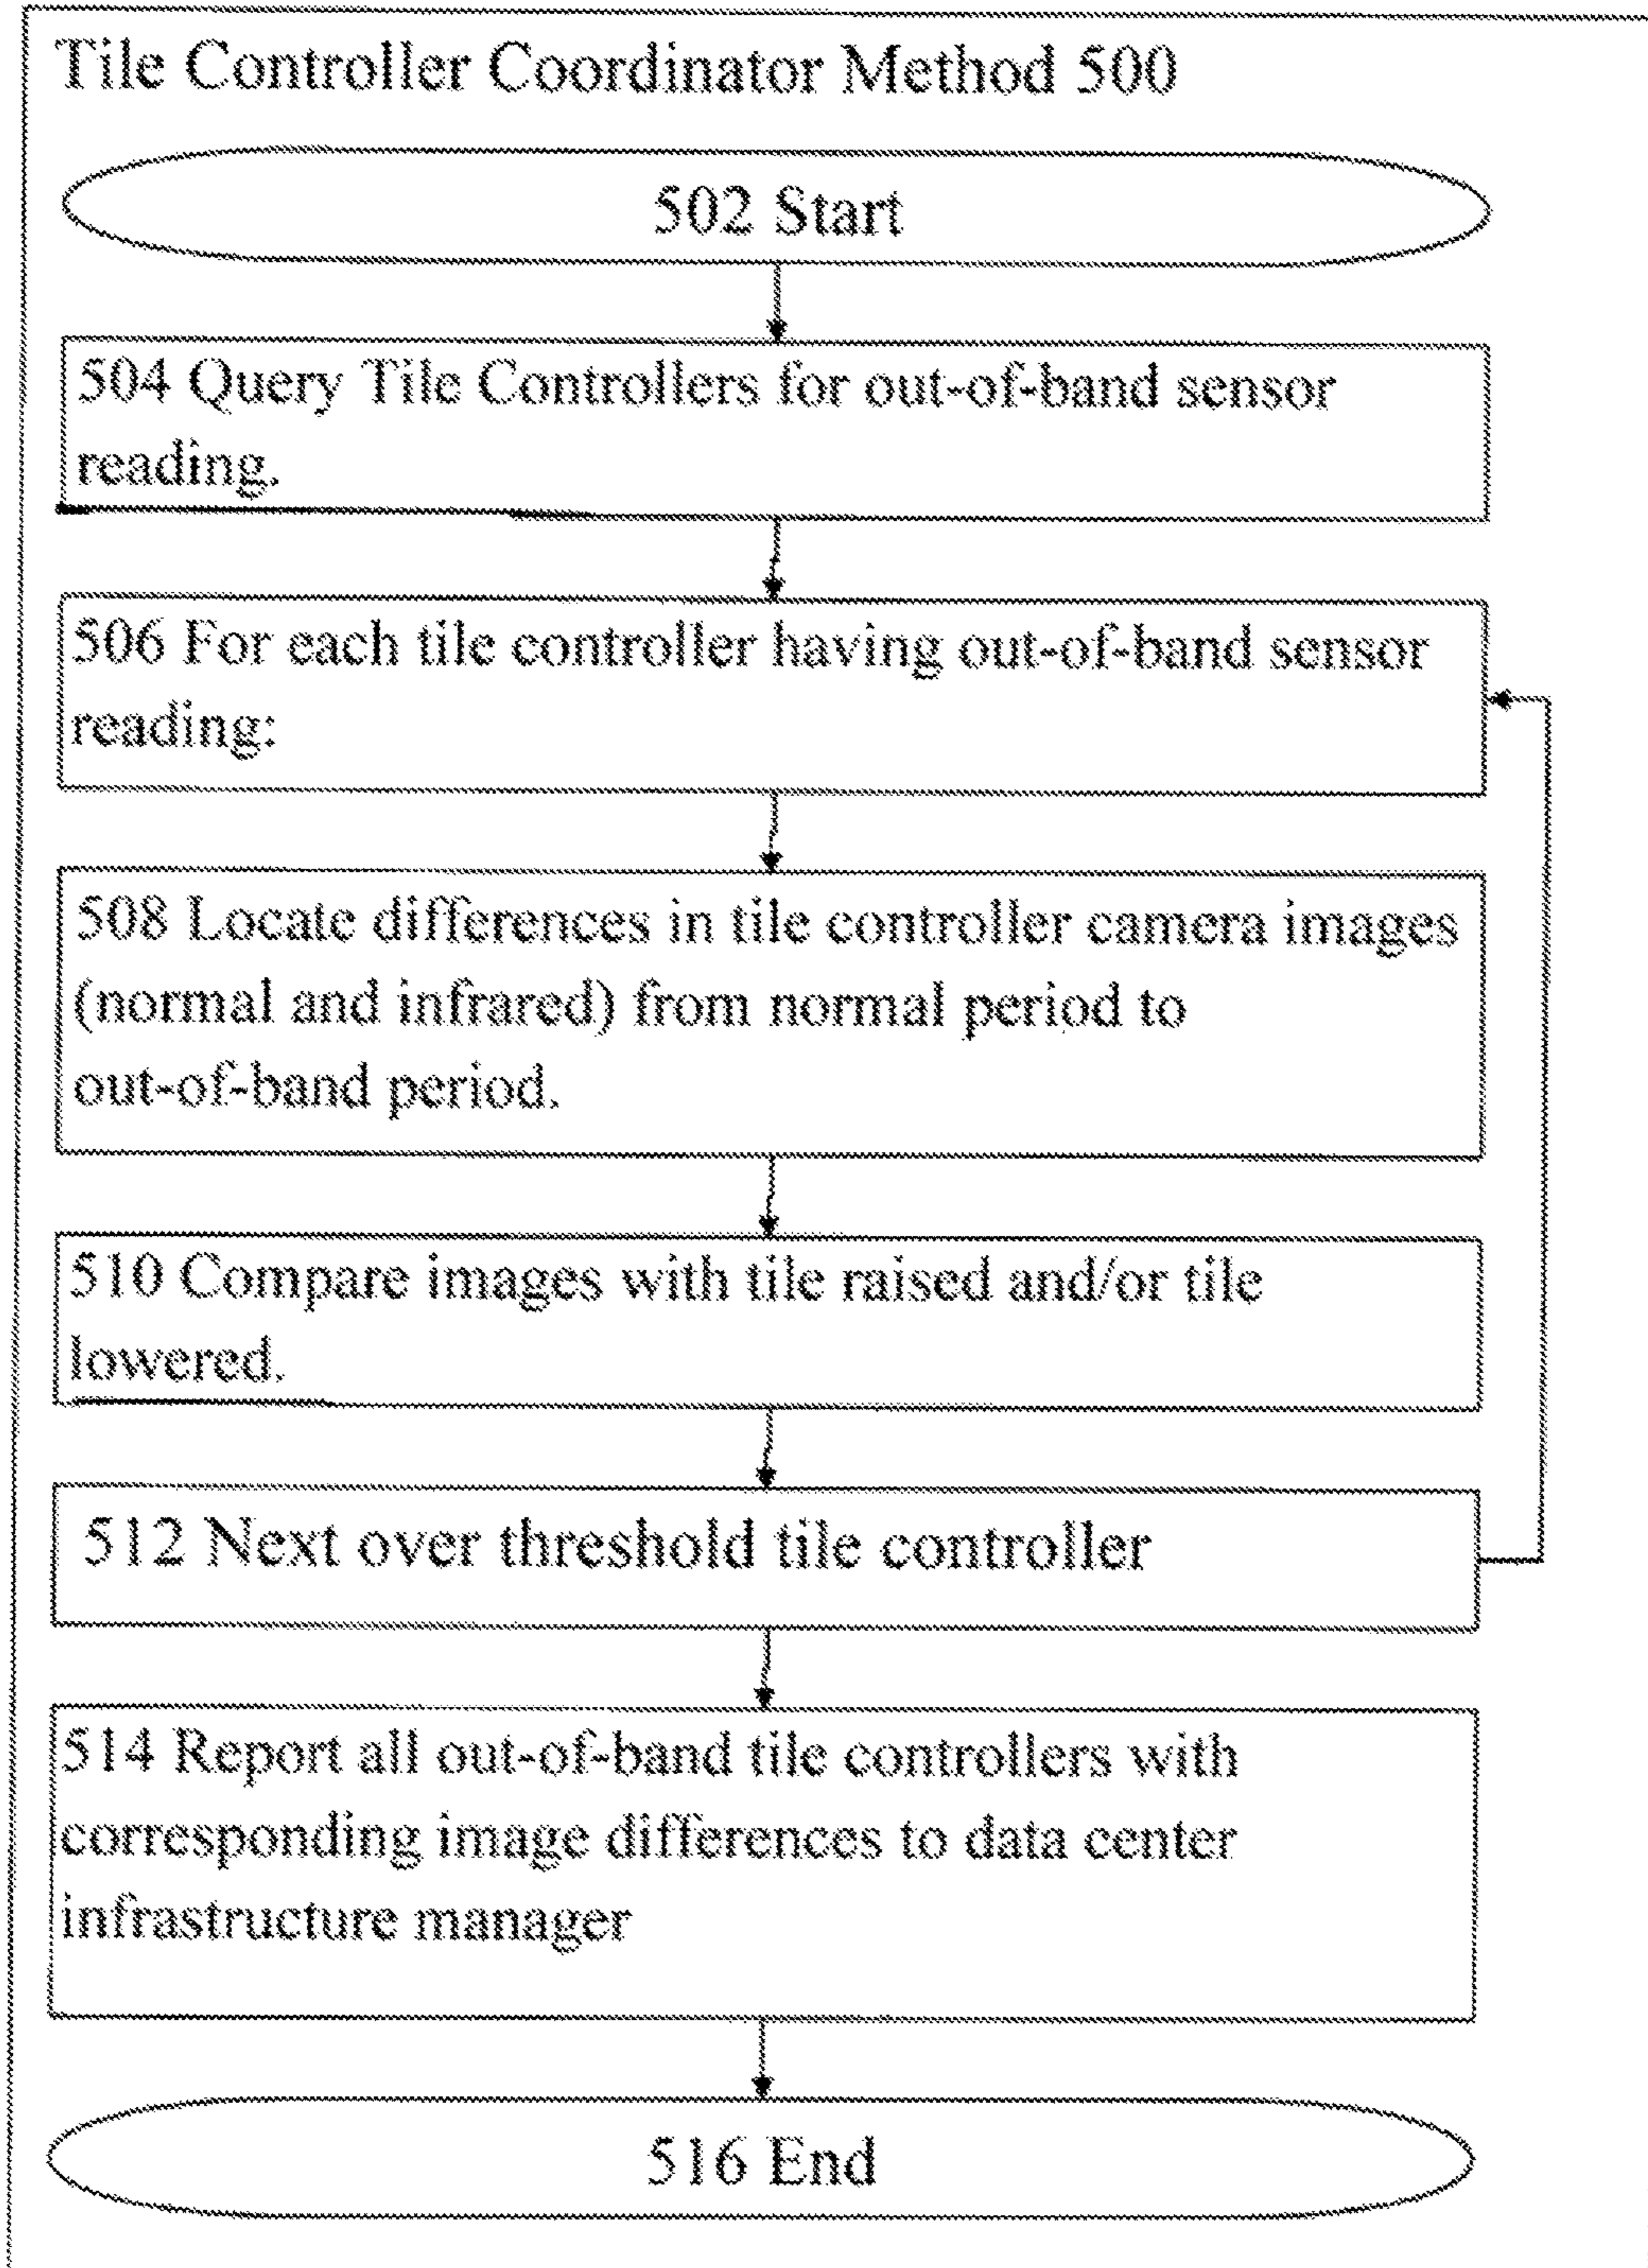 Tile Controller Coordinator Method 500
502 Start
504 Query Tile Controllers for out-of-band sensor
reading.
506 For each tile controller having out-of-band sensor
reading:
508 Locate differences in tile controller camera images
(normal and infrared) from normal period to
out-of-band period.
510 Compare images with tile raised and/or tile
lowered.
512 Next over threshold tile controller
514 Report all out-of-band tile controllers with
corresponding image differences to data center
infrastructure manager
516 End